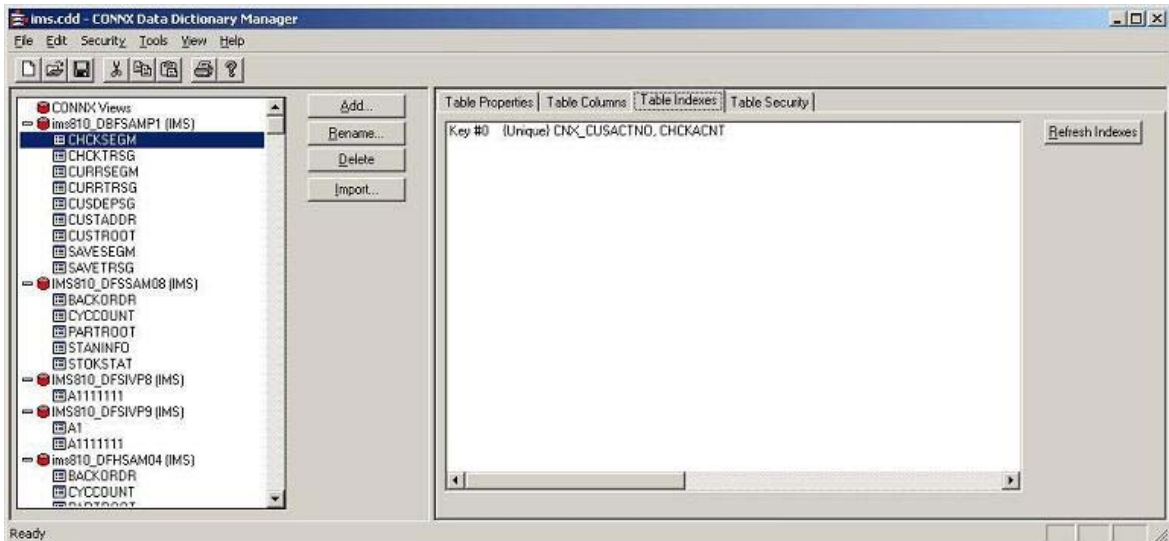 ims.cdd - CONNX Data Dictionary Manager
File Edit Security Tools View Help
CONNX Views
ims810_DBFSAMP1 (IMS)
CHCKSEGM
CHCKTRSG
CURRSEGM
CURRTRSG
CUSDEPSG
CUSTADDR
CUSTROOT
SAVESEGM
SAVETRSG
IMS810_DFSSAM08 (IMS)
BACKORDR
CYCCOUNT
PARTROOT
STANINFO
STOKSTAT
IMS810_DFSIVP8 (IMS)
A1111111
IMS810_DFSIVP9 (IMS)
A1
A1111111
ims810_DFHSAM04 (IMS)
BACKORDR
CYCCOUNT
Add...
Rename...
Delete
Import...
Table Properties Table Columns Table Indexes Table Security
Key #0 {Unique} CNX_CUSACTNO, CHCKACNT
Refresh Indexes
Ready